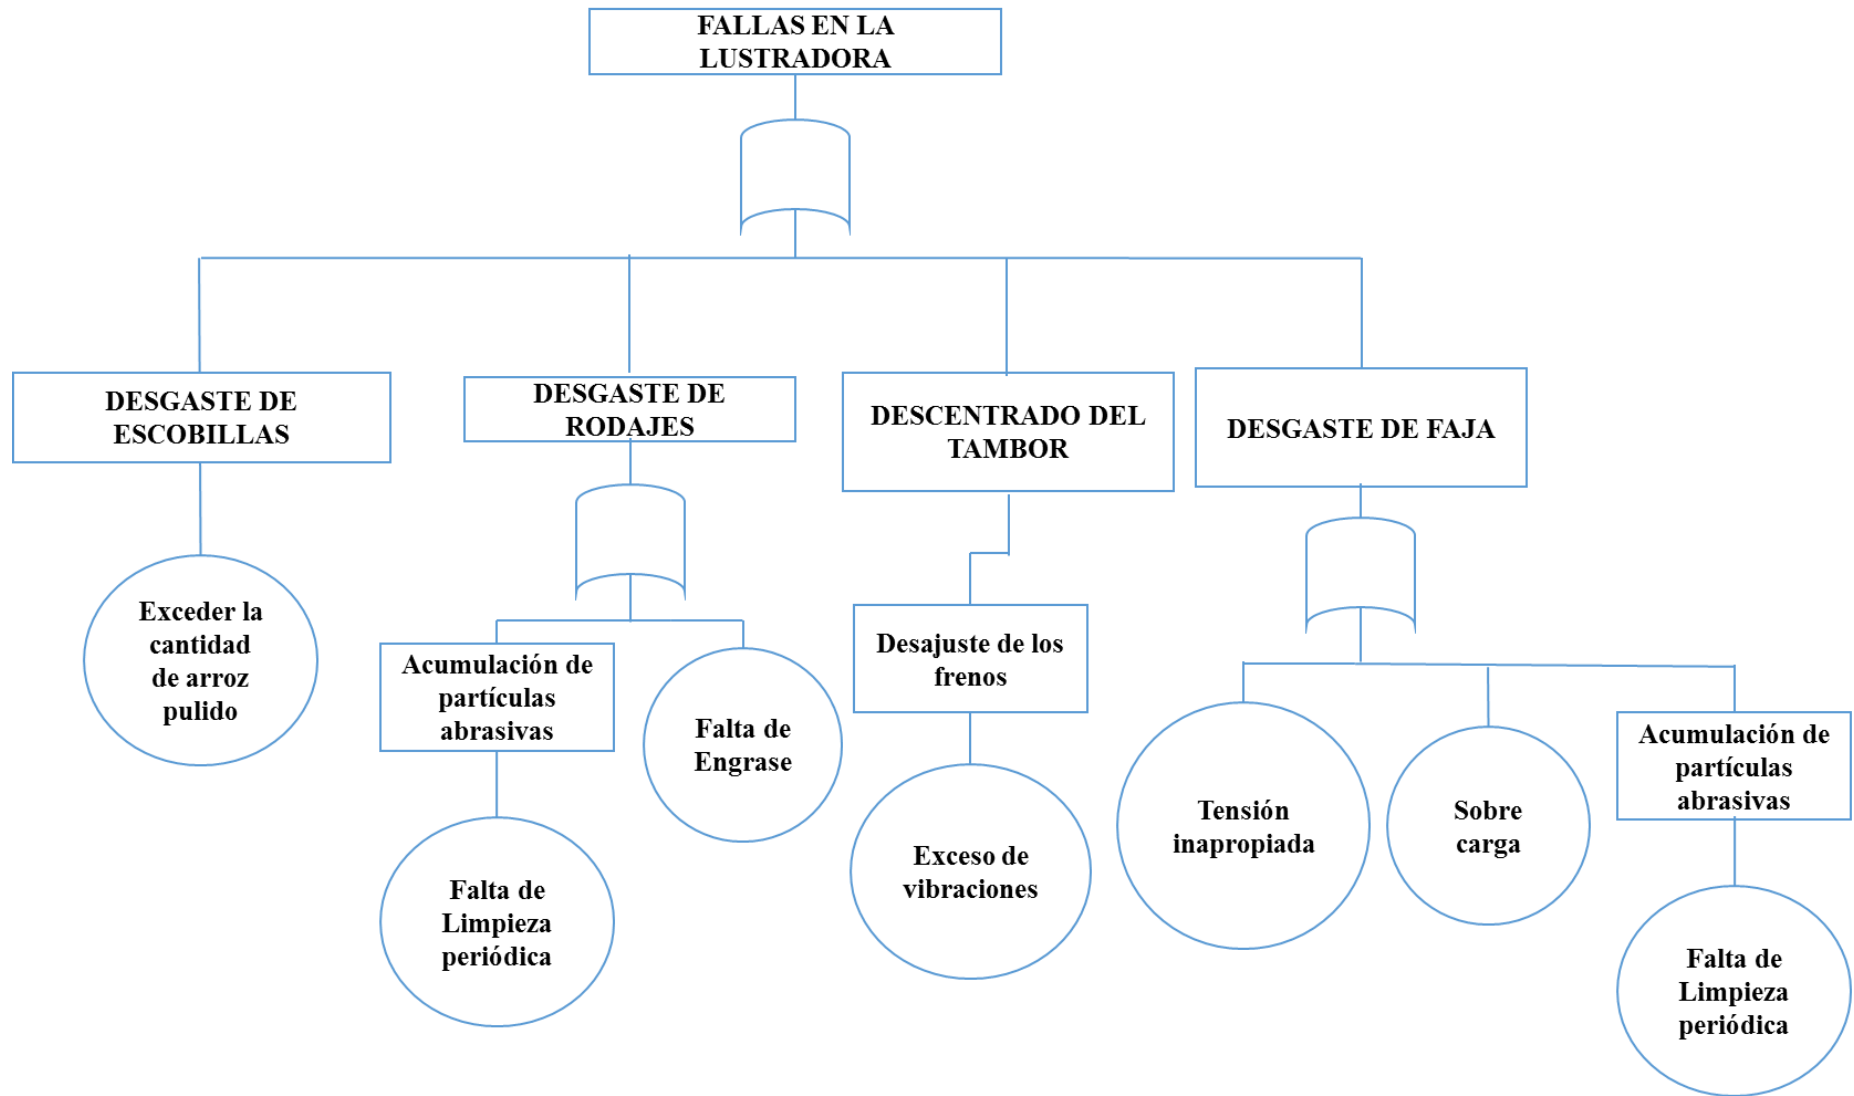 FALLAS EN LA
LUSTRADORA
DESGASTE DE
ESCOBILLAS
DESGASTE DE
RODAJES
DESCENTRADO DEL
TAMBOR
DESGASTE DE FAJA
Exceder la
cantidad
de arroz
pulido
Acumulación de
partículas
abrasivas
Falta de
Engrase
Desajuste de los
frenos
Tensión
inapropiada
Sobre
carga
Acumulación de
partículas
abrasivas
Falta de
Limpieza
periódica
Exceso de
vibraciones
Falta de
Limpieza
periódica